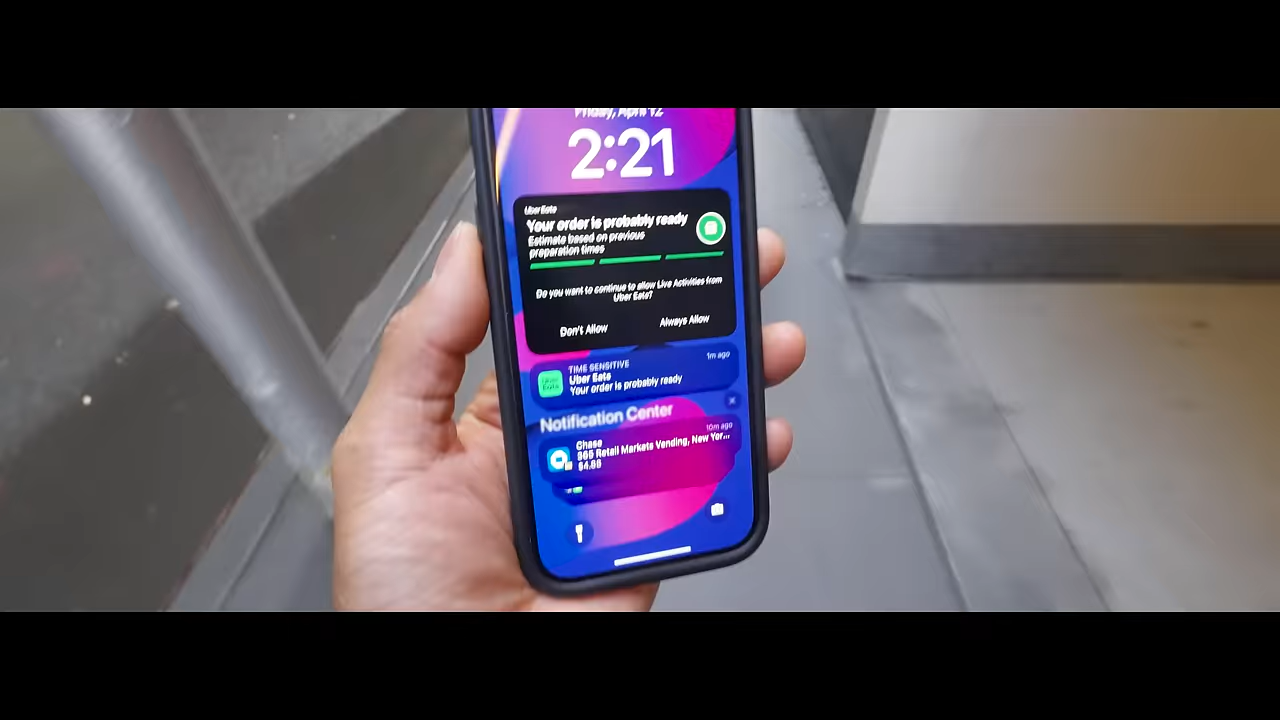 Friday, April 12
2:21
Uber Eats
Your order is probably ready
Estimate based on previous
preparation times
Do you want to continue to allow Live Activities from
Uber Eats?
Don't Allow
Always Allow
TIME SENSITIVE
1m ago
Uber Eats
Your order is probably ready
Notification Center
Chase
10m ago
365 Retail Markets Vending, New Yor...